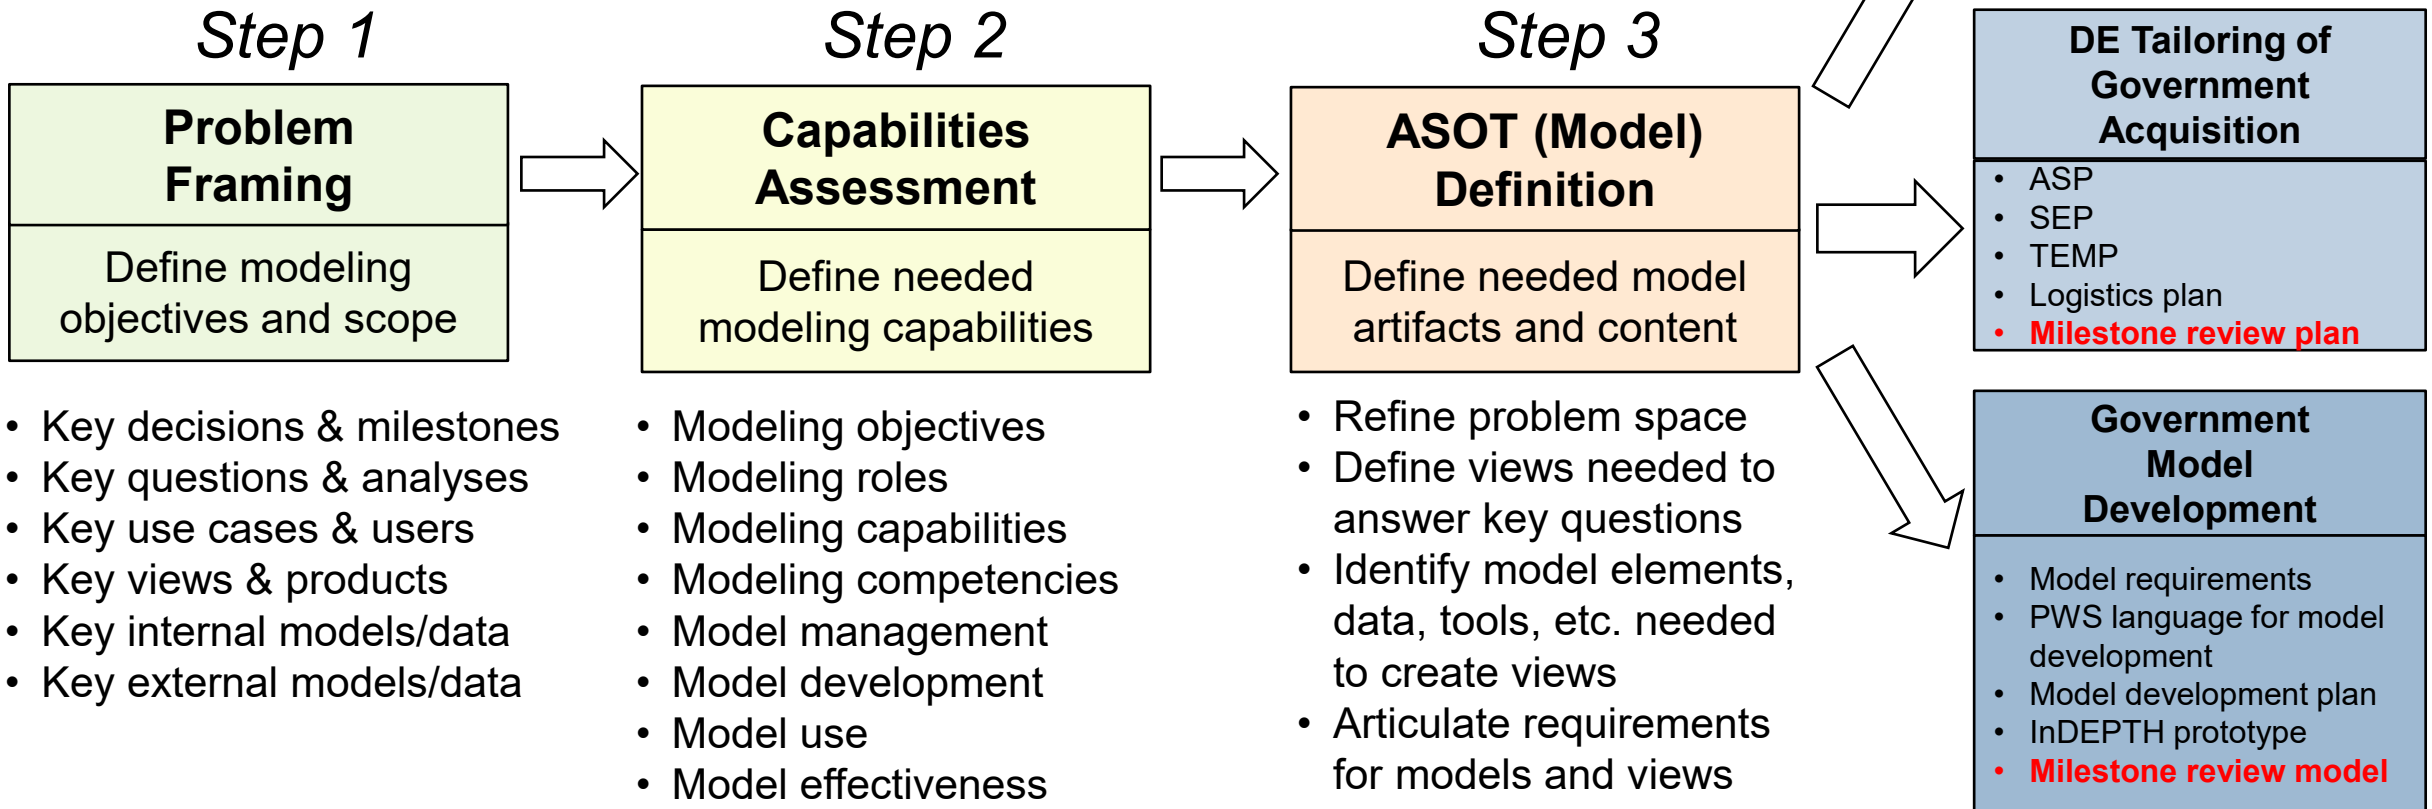 Step 1
Problem
Framing
Define modeling
objectives and scope
• Key decisions & milestones
• Key questions & analyses
• Key use cases & users
• Key views & products
• Key internal models/data
• Key external models/data
Step 2
Capabilities
Assessment
Define needed
modeling capabilities
• Modeling objectives
• Modeling roles
• Modeling capabilities
• Modeling competencies
• Model management
• Model development
• Model use
• Model effectiveness
Step 3
ASOT (Model)
Definition
Define needed model
artifacts and content
• Refine problem space
• Define views needed to
answer key questions
• Identify model elements,
data, tools, etc. needed
to create views
• Articulate requirements
for models and views
DE Tailoring of
Government
Acquisition
• ASP
• SEP
• TEMP
• Logistics plan
• Milestone review plan
Government
Model
Development
• Model requirements
• PWS language for model
development
• Model development plan
• InDEPTH prototype
• Milestone review model